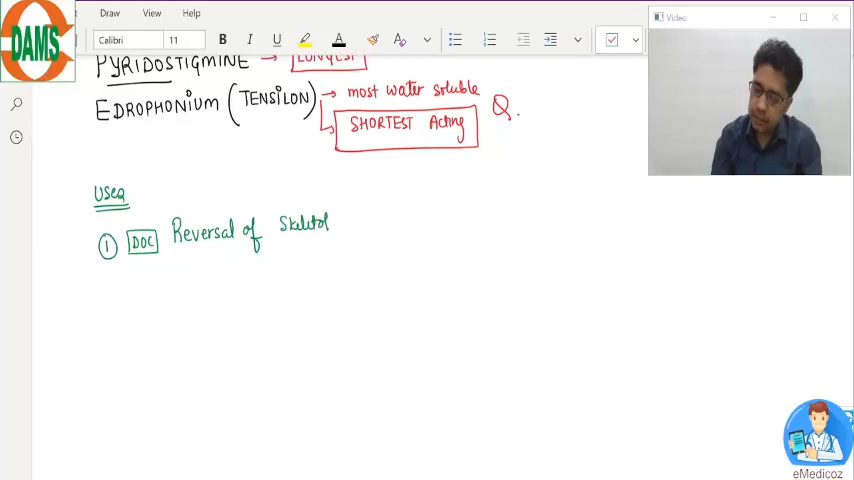 DAMS
Draw View Help
Video
Calibri 11 B I U A
PYRIDOSTIGMINE → LONGEST
EDROPHONIUM (TENSILON) → most water soluble
→ SHORTEST Acting Q.
Uses
① DOC Reversal of Skeletal
eMedicoz